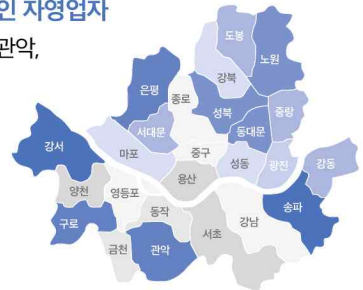 인 자영업자
관악,
도봉
노원
강북
은평
종로
성북
중랑
서대문
동대문
강서
마포
중구
성동
광진
강동
양천
영등포
용산
송파
구로
동작
강남
서초
금천
관악